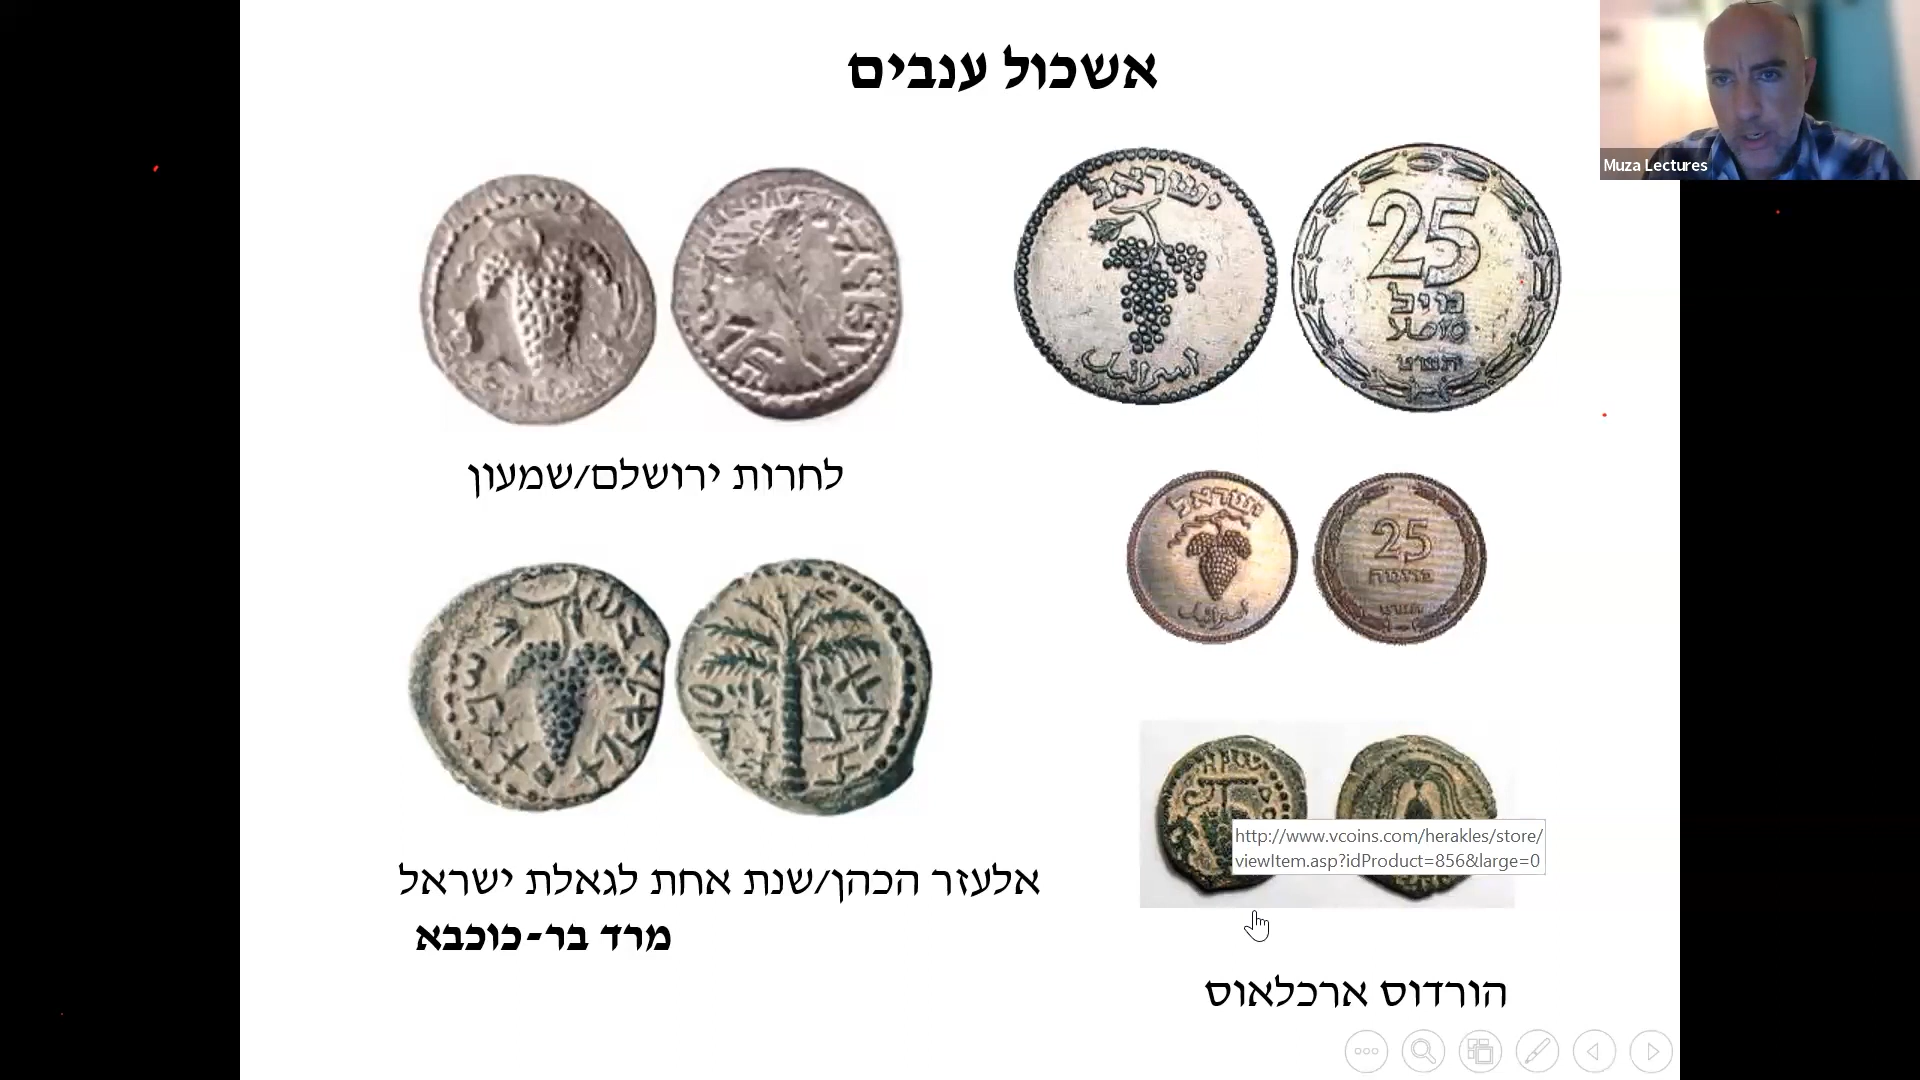 אשכול ענבים
Muza Lectures
ישראל
اسرائيل
25
מיל
תש"ט
לחרות ירושלם/שמעון
ישראל
اسرائيل
25
פרוטה
http://www.vcoins.com/herakles/store/
viewItem.asp?idProduct=856&large=0
אלעזר הכהן/שנת אחת לגאלת ישראל
מרד בר-כוכבא
הורדוס ארכלאוס